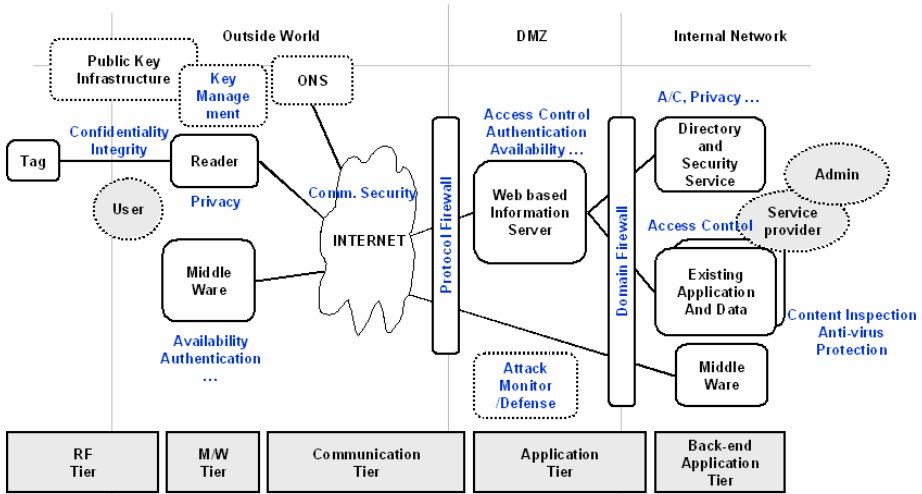 Outside World
DMZ
Internal Network
Public Key
Infrastructure
Key
Manage
ment
ONS
A/C, Privacy ...
Access Control
Authentication
Availability ...
Confidentiality
Integrity
Tag
Reader
Directory
and
Security
Service
Admin
User
Privacy
Comm. Security
INTERNET
Protocol Firewall
Web based
Information
Server
Domain Firewall
Access Control
Service
provider
Middle
Ware
Existing
Application
And Data
Availability
Authentication
...
Content Inspection
Anti-virus
Protection
Attack
Monitor
/Defense
Middle
Ware
RF
Tier
M/W
Tier
Communication
Tier
Application
Tier
Back-end
Application
Tier